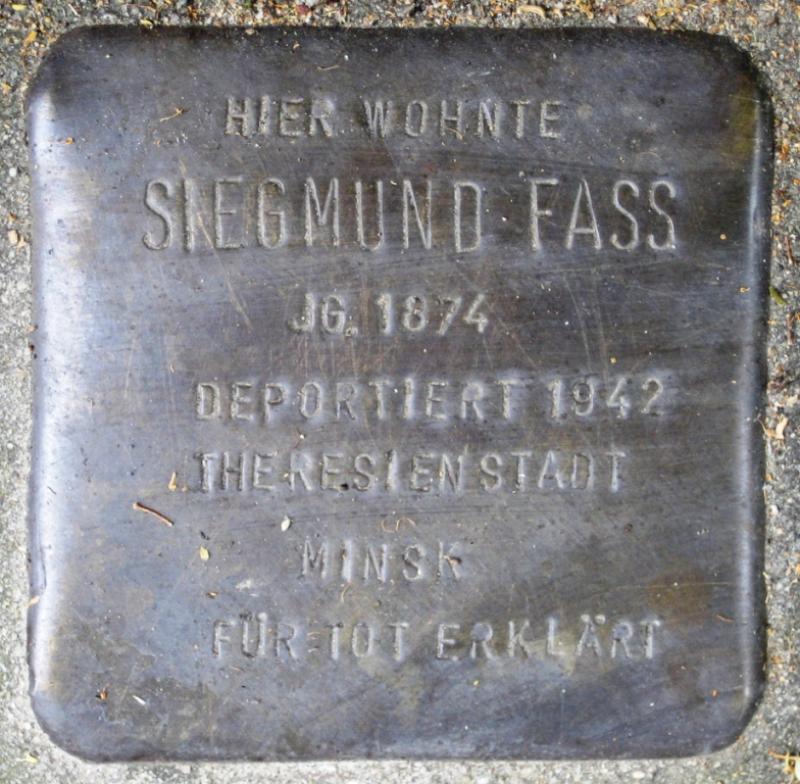 HIER WOHNTE
SIEGMUND FASS
JG. 1874
DEPORTIERT 1942
THERESIENSTADT
MINSK
FÜR TOT ERKLÄRT